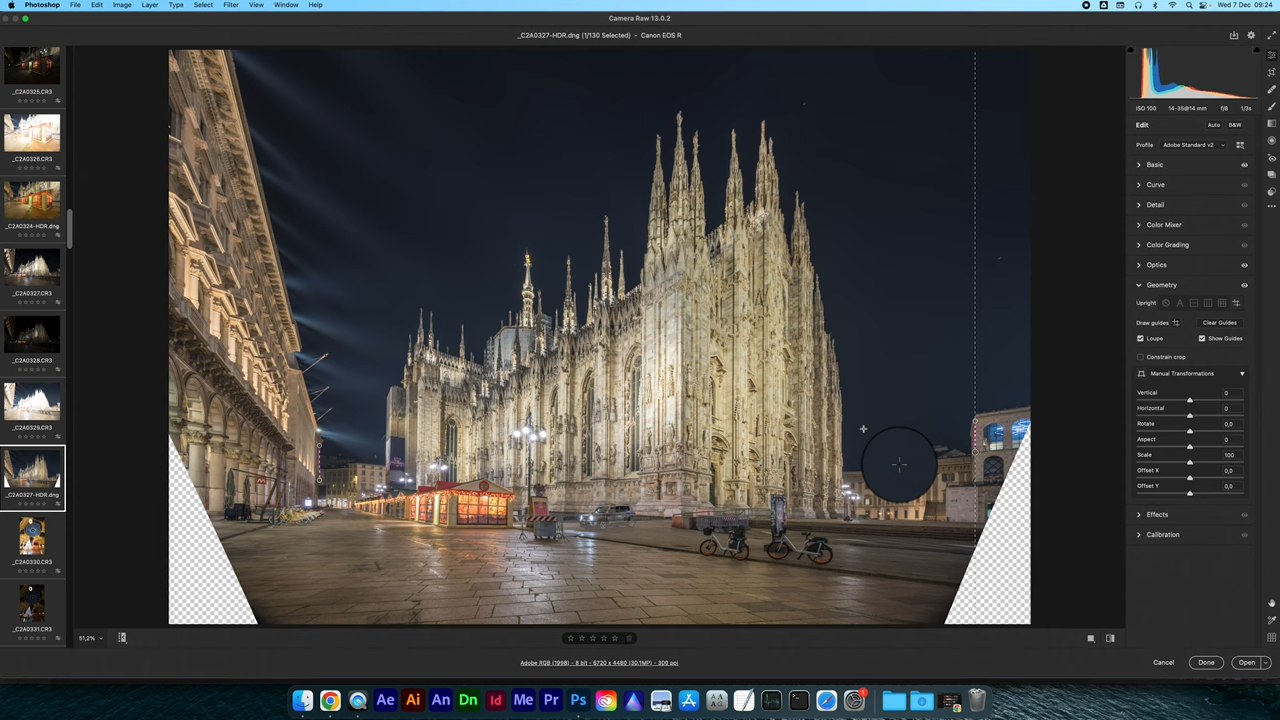 Photoshop File Edit Image Layer Type Select Filter View Window Help Wed 7 Dec 09:24
Camera Raw 13.0.2
_C2A0327-HDR.dng (1/130 Selected) - Canon EOS R
_C2A0325.CR3
_C2A0326.CR3
_C2A0324-HDR.dng
_C2A0327.CR3
_C2A0328.CR3
_C2A0329.CR3
_C2A0327-HDR.dng
_C2A0330.CR3
_C2A0331.CR3
ISO 100 14-35@14 mm f/8 1/3s
Edit Auto B&W
Profile Adobe Standard v2
Basic
Curve
Detail
Color Mixer
Color Grading
Optics
Geometry
Upright
Draw guides Clear Guides
Loupe Show Guides
Constrain crop
Manual Transformations
Vertical 0
Horizontal 0
Rotate 0,0
Aspect 0
Scale 100
Offset X 0,0
Offset Y 0,0
Effects
Calibration
51,2%
Adobe RGB (1998) - 8 bit - 6720 x 4480 (30,1MP) - 300 ppi
Cancel Done Open
Ae Ai An Dn Id Me Pr Ps
1